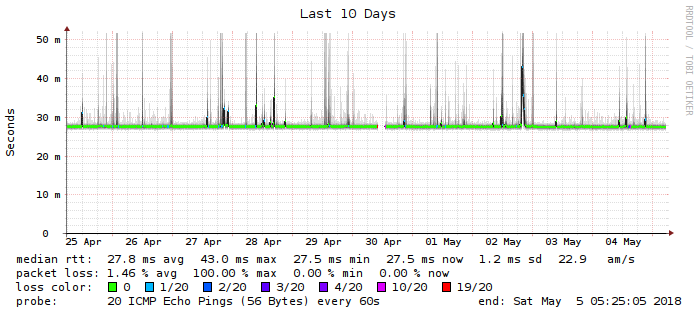 Last 10 Days
RRDTOOL / TOBI OETIKER
Seconds
50 m
40 m
30 m
20 m
10 m
0
25 Apr 26 Apr 27 Apr 28 Apr 29 Apr 30 Apr 01 May 02 May 03 May 04 May
median rtt: 27.8 ms avg 43.0 ms max 27.5 ms min 27.5 ms now 1.2 ms sd 22.9 am/s
packet loss: 1.46 % avg 100.00 % max 0.00 % min 0.00 % now
loss color: 0 1/20 2/20 3/20 4/20 10/20 19/20
probe: 20 ICMP Echo Pings (56 Bytes) every 60s end: Sat May 5 05:25:05 2018